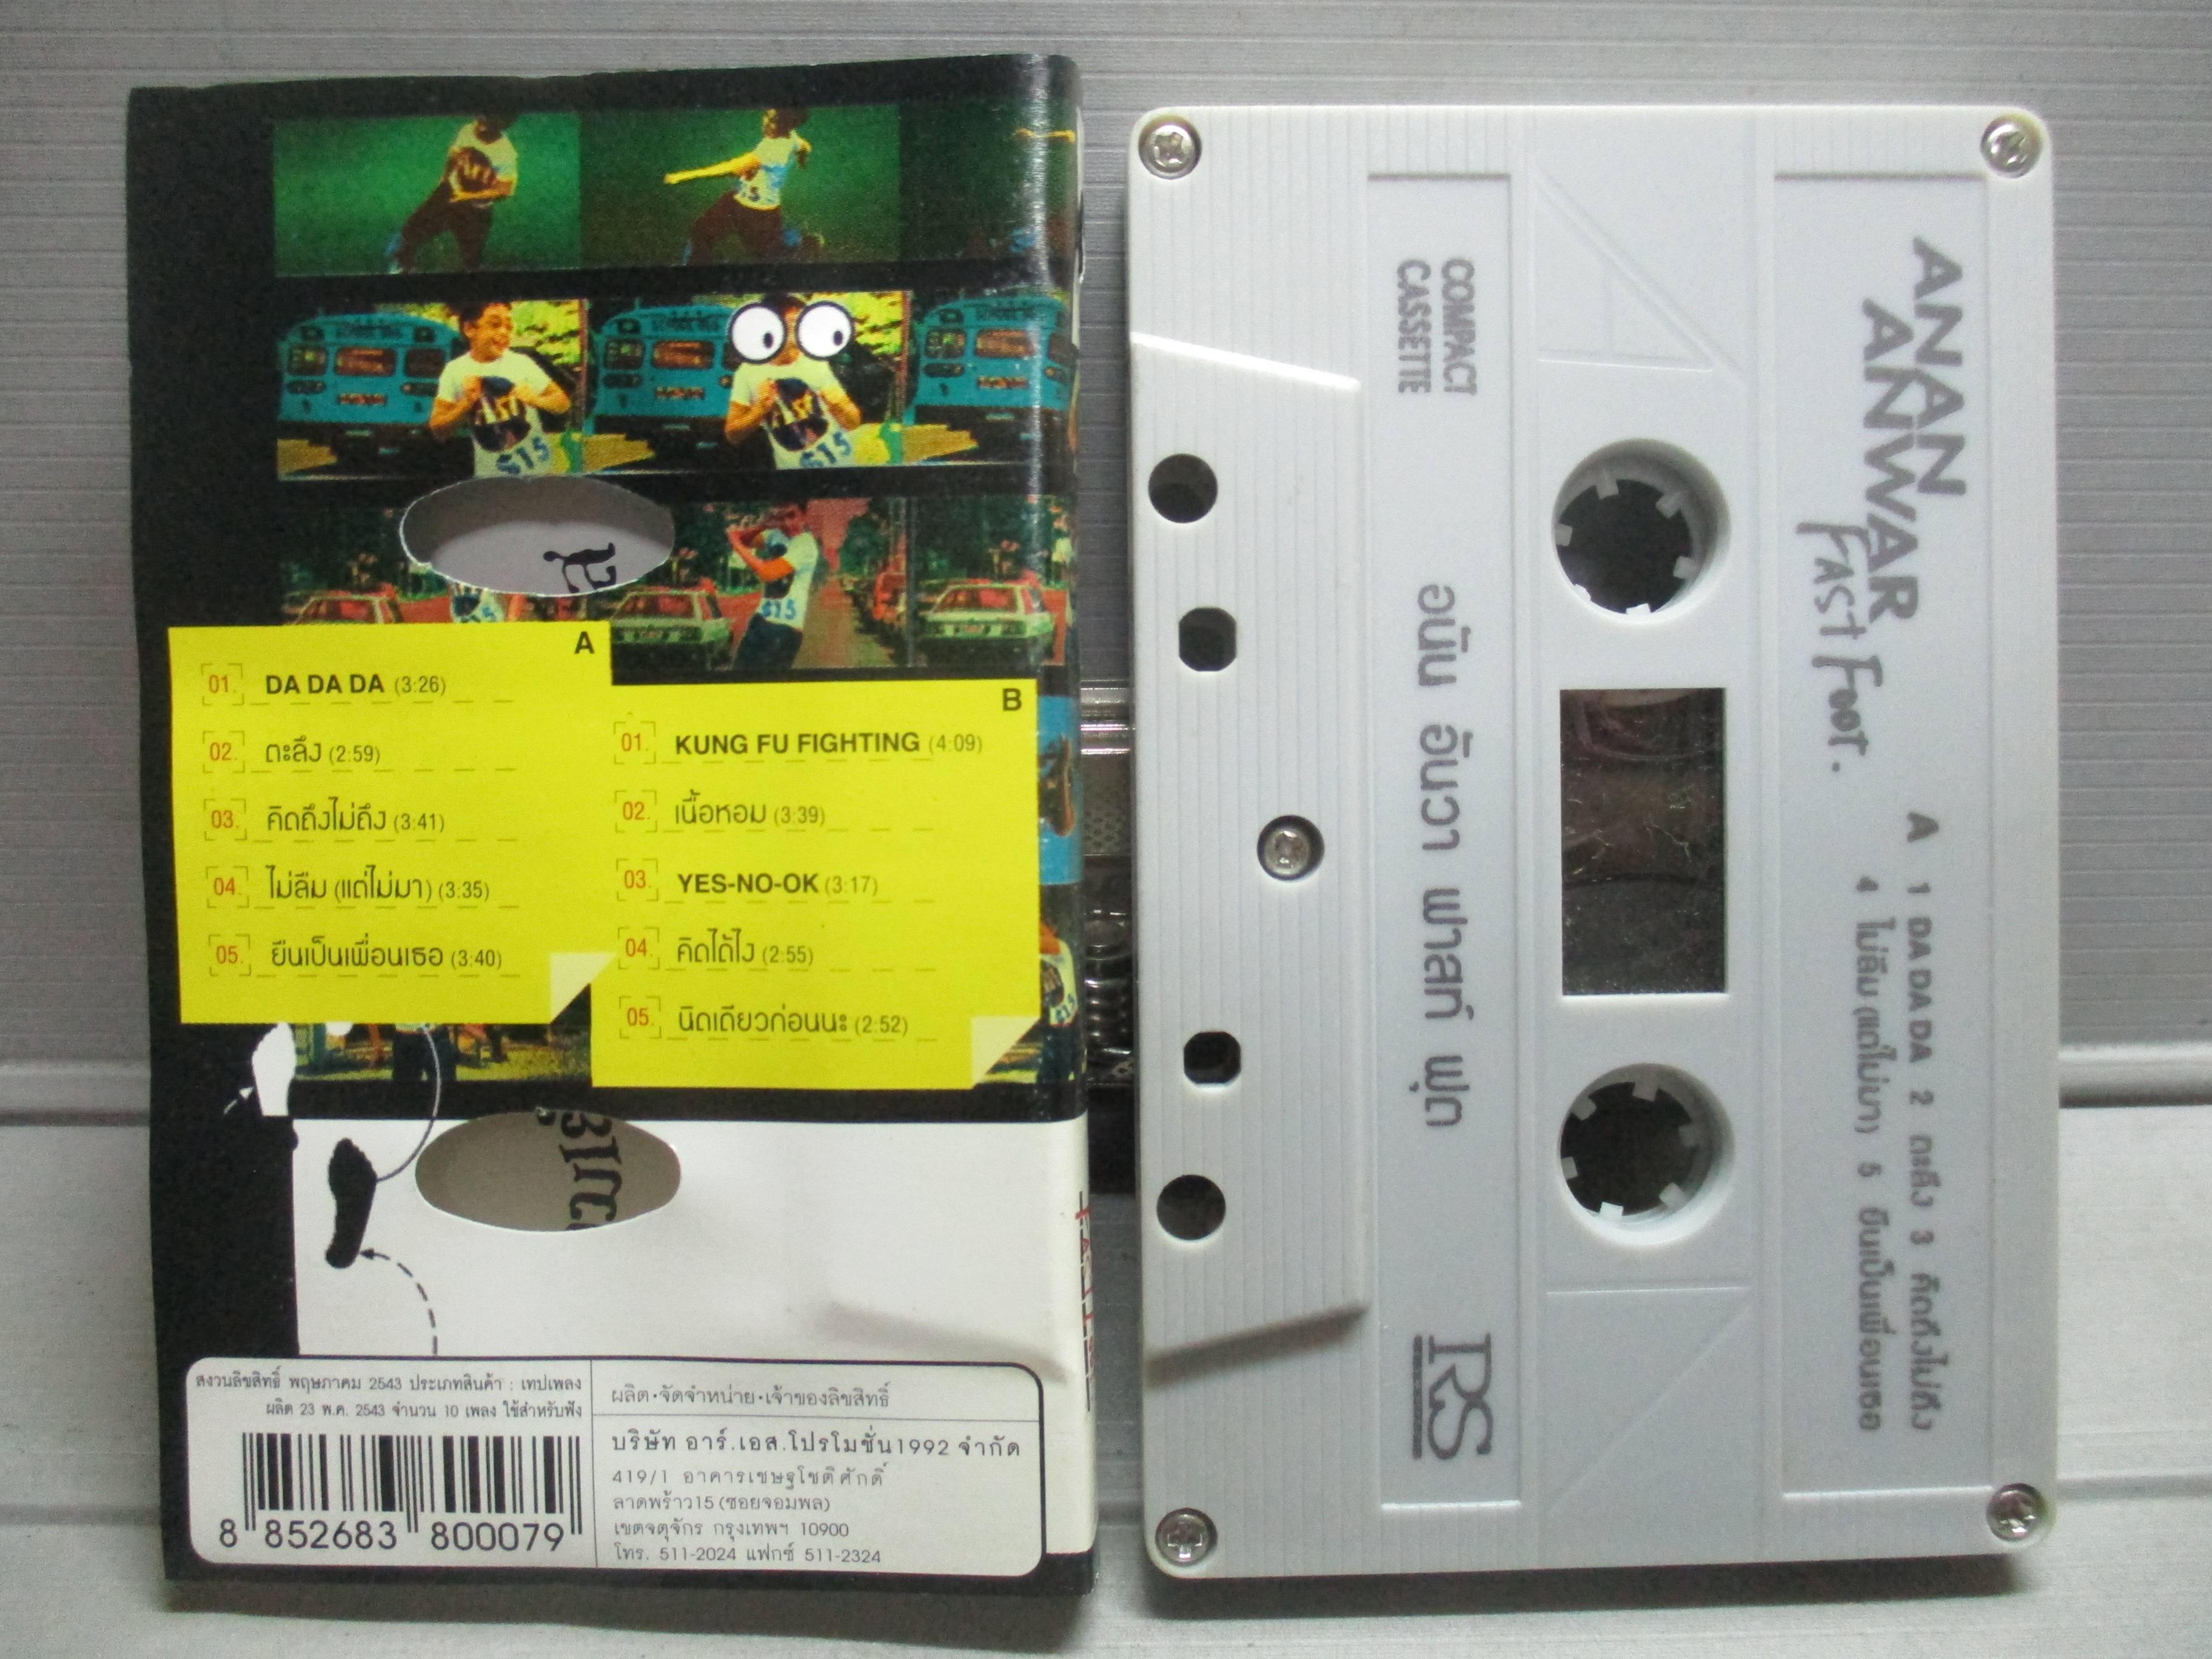 A
01. DA DA DA (3:26)
02. ตะลึง (2:59)
03. คิดถึงไม่ถึง (3:41)
04. ไม่ลืม (แต่ไม่มา) (3:35)
05. ยืนเป็นเพื่อนเธอ (3:40)
B
01. KUNG FU FIGHTING (4:09)
02. เนื้อหอม (3:39)
03. YES-NO-OK (3:17)
04. คิดได้ไง (2:55)
05. นิดเดียวก่อนนะ (2:52)
615
615
615
สงวนลิขสิทธิ์ พฤษภาคม 2543 ประเภทสินค้า : เทปเพลง
ผลิต 23 พ.ค. 2543 จำนวน 10 เพลง ใช้สำหรับฟัง
8 852683 800079
ผลิต·จัดจำหน่าย·เจ้าของลิขสิทธิ์
บริษัท อาร์.เอส.โปรโมชั่น1992 จำกัด
419/1 อาคารเชษฐโชติศักดิ์
ลาดพร้าว15 (ซอยจอมพล)
เขตจตุจักร กรุงเทพฯ 10900
โทร. 511-2024 แฟกซ์ 511-2324
ANAN
ANWAR
FAST FOOT.
A 1 DA DA DA 2 ตะลึง 3 คิดถึงไม่ถึง
4 ไม่ลืม (แต่ไม่มา) 5 ยืนเป็นเพื่อนเธอ
COMPACT
CASSETTE
อนัน อันวา ฟาสท์ ฟุต
RS